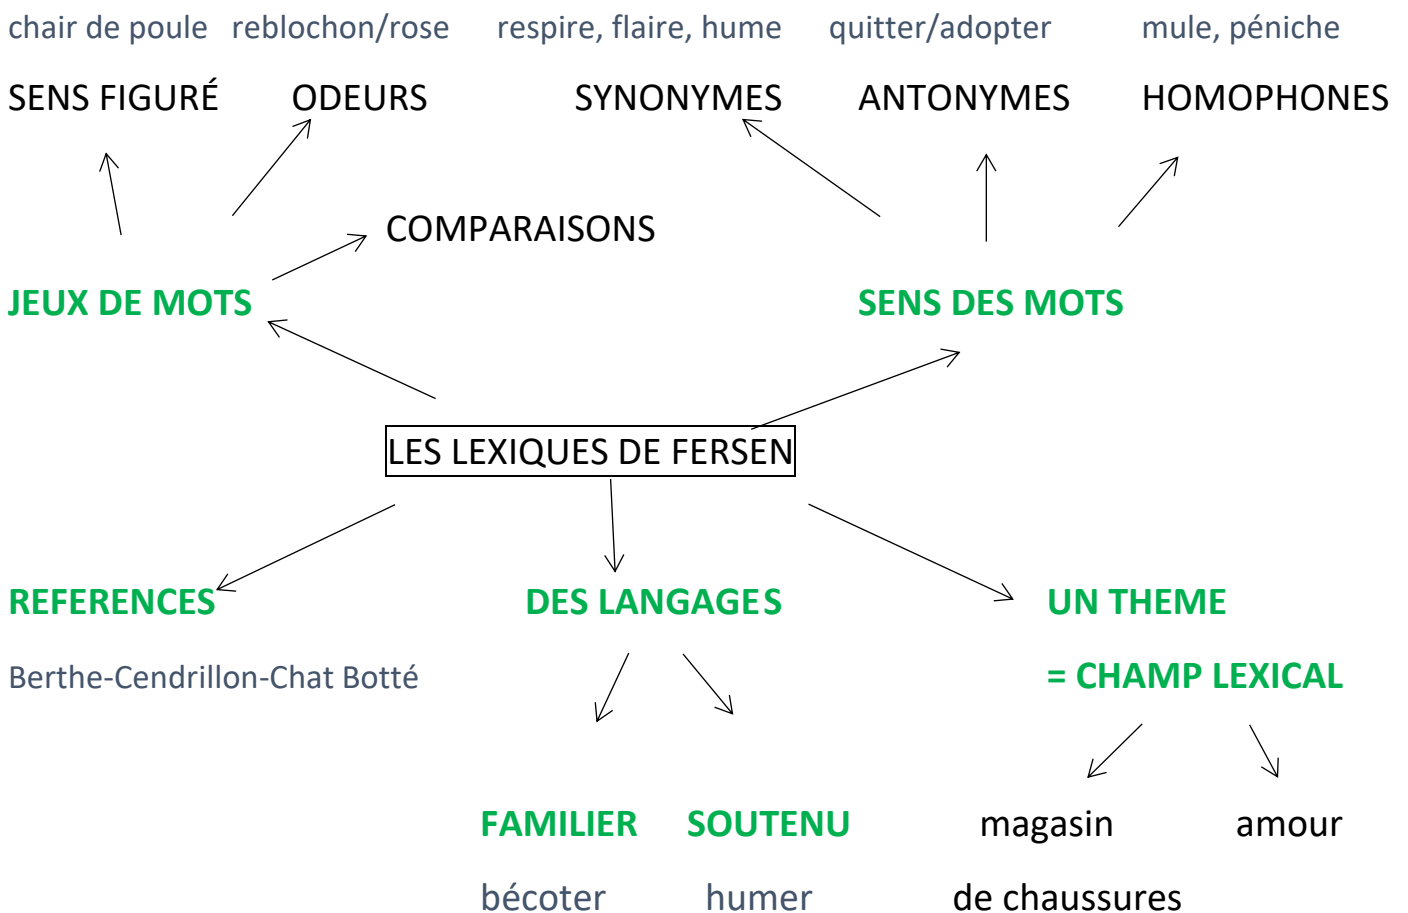 chair de poule reblochon/rose respire, flaire, hume quitter/adopter mule, péniche
SENS FIGURÉ ODEURS SYNONYMES ANTONYMES HOMOPHONES
COMPARAISONS
JEUX DE MOTS SENS DES MOTS
LES LEXIQUES DE FERSEN
REFERENCES DES LANGAGES UN THEME
Berthe-Cendrillon-Chat Botté = CHAMP LEXICAL
FAMILIER SOUTENU magasin amour
bécoter humer de chaussures